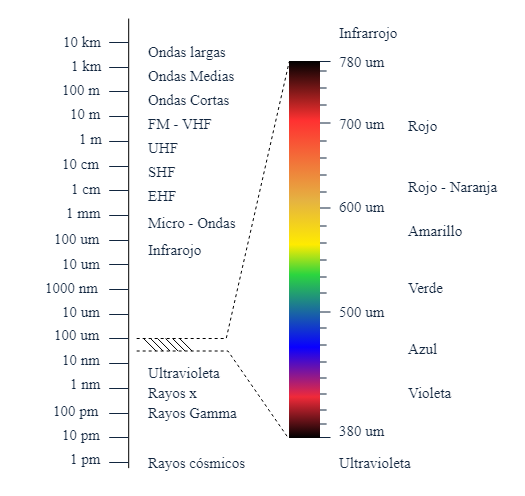 10 km
1 km
100 m
10 m
1 m
10 cm
1 cm
1 mm
100 um
10 um
1000 nm
10 um
100 um
10 nm
1 nm
100 pm
10 pm
1 pm
Ondas largas
Ondas Medias
Ondas Cortas
FM - VHF
UHF
SHF
EHF
Micro - Ondas
Infrarojo
Ultravioleta
Rayos x
Rayos Gamma
Rayos cósmicos
Infrarrojo
780 um
700 um
600 um
500 um
380 um
Ultravioleta
Rojo
Rojo - Naranja
Amarillo
Verde
Azul
Violeta